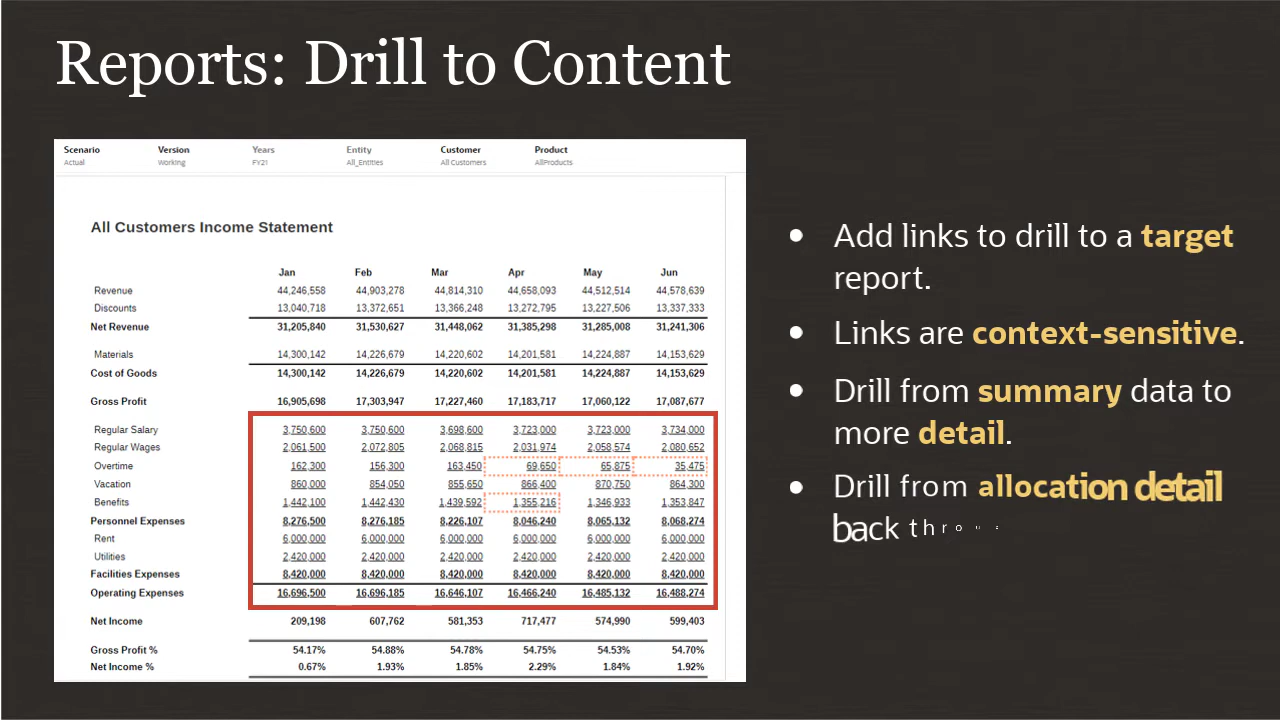 Reports: Drill to Content
Scenario Version Years Entity Customer Product
Actual Working FY21 All_Entities All Customers AllProducts
All Customers Income Statement
Jan Feb Mar Apr May Jun
Revenue 44,246,558 44,903,278 44,814,310 44,658,093 44,512,514 44,578,639
Discounts 13,040,718 13,372,651 13,366,248 13,272,795 13,227,506 13,337,333
Net Revenue 31,205,840 31,530,627 31,448,062 31,385,298 31,285,008 31,241,306
Materials 14,300,142 14,226,679 14,220,602 14,201,581 14,224,887 14,153,629
Cost of Goods 14,300,142 14,226,679 14,220,602 14,201,581 14,224,887 14,153,629
Gross Profit 16,905,698 17,303,947 17,227,460 17,183,717 17,060,122 17,087,677
Regular Salary 3,750,600 3,750,600 3,698,600 3,723,000 3,723,000 3,734,000
Regular Wages 2,061,500 2,072,805 2,068,815 2,031,974 2,058,574 2,080,652
Overtime 162,300 156,300 163,450 69,650 65,875 35,475
Vacation 860,000 854,050 855,650 866,400 870,750 864,300
Benefits 1,442,100 1,442,430 1,439,592 1,355,216 1,346,933 1,353,847
Personnel Expenses 8,276,500 8,276,185 8,226,107 8,046,240 8,065,132 8,068,274
Rent 6,000,000 6,000,000 6,000,000 6,000,000 6,000,000 6,000,000
Utilities 2,420,000 2,420,000 2,420,000 2,420,000 2,420,000 2,420,000
Facilities Expenses 8,420,000 8,420,000 8,420,000 8,420,000 8,420,000 8,420,000
Operating Expenses 16,696,500 16,696,185 16,646,107 16,466,240 16,485,132 16,488,274
Net Income 209,198 607,762 581,353 717,477 574,990 599,403
Gross Profit % 54.17% 54.88% 54.78% 54.75% 54.53% 54.70%
Net Income % 0.67% 1.93% 1.85% 2.29% 1.84% 1.92%
• Add links to drill to a target
report.
• Links are context-sensitive.
• Drill from summary data to
more detail.
• Drill from allocation detail
back